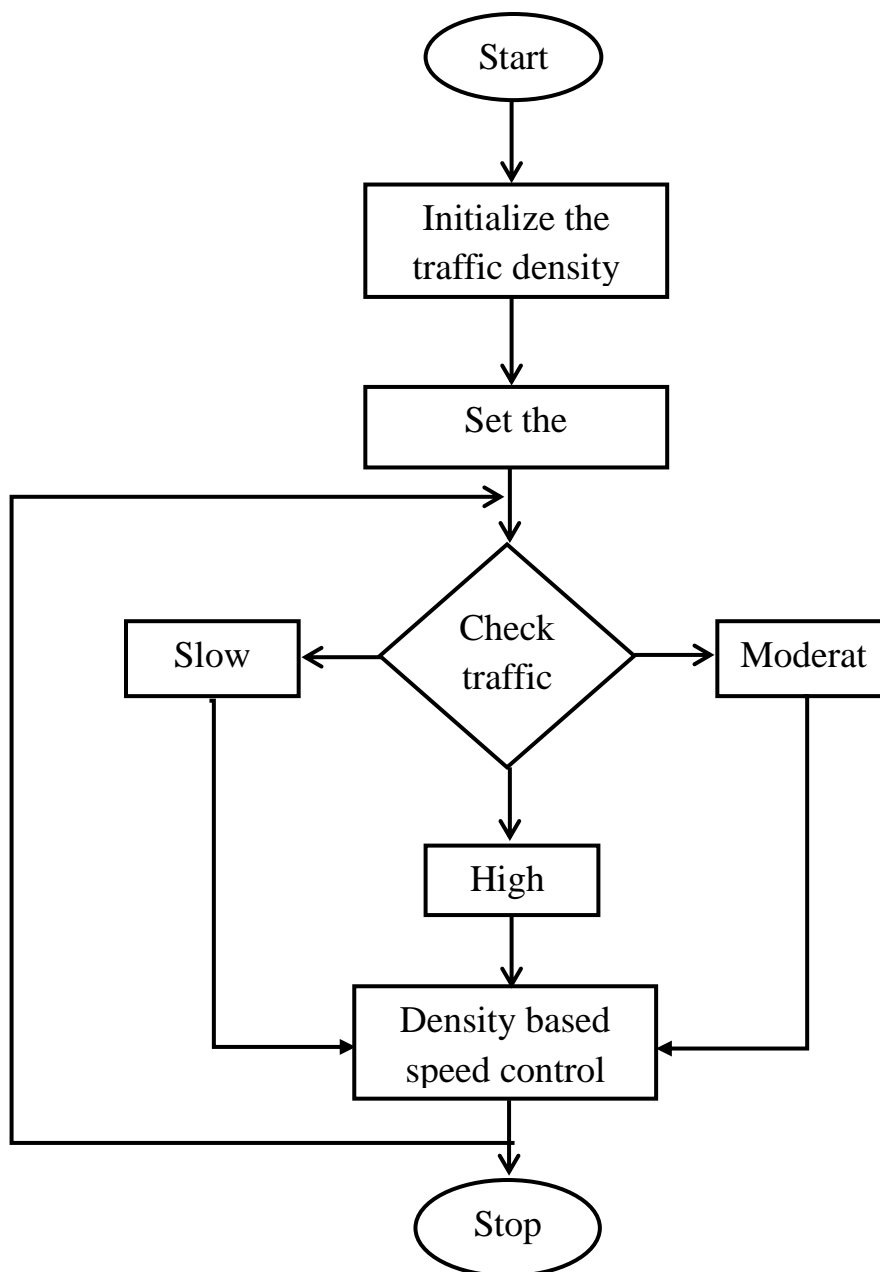 Start
Initialize the
traffic density
Set the
Check
traffic
Slow
Moderat
High
Density based
speed control
Stop